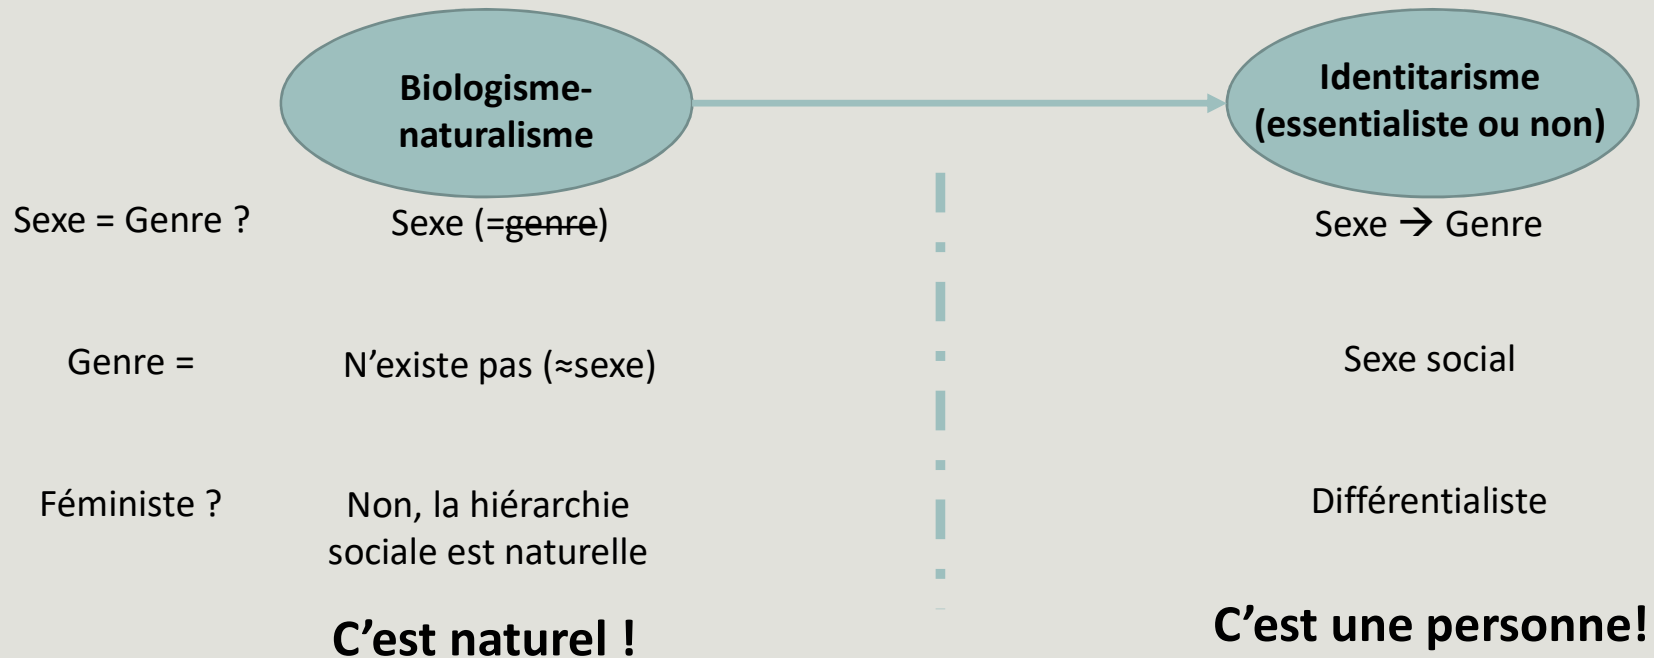 Biologisme-
naturalisme
Identitarisme
(essentialiste ou non)
Sexe = Genre ?
Sexe (=genre)
Sexe → Genre
Genre =
N’existe pas (≈sexe)
Sexe social
Féministe ?
Non, la hiérarchie
sociale est naturelle
Différentialiste
C’est naturel !
C’est une personne!